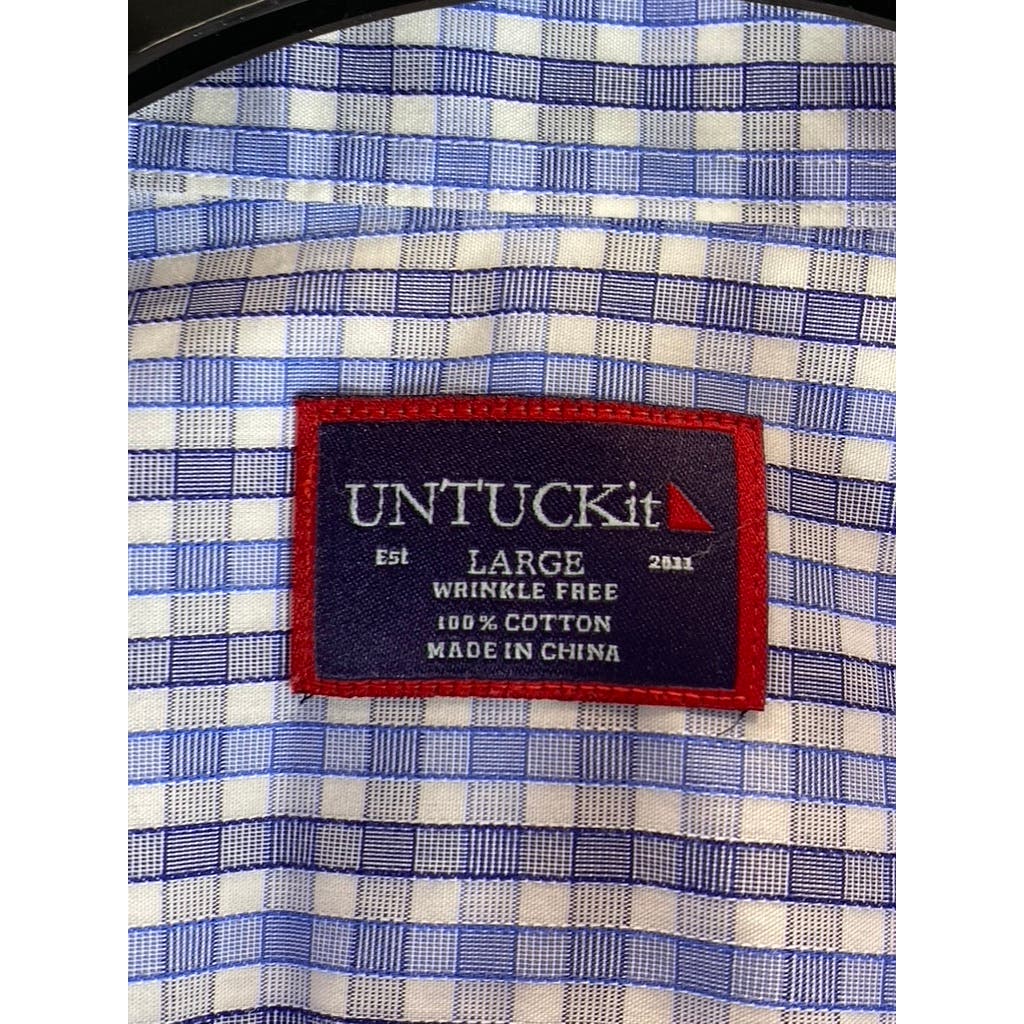 UNTUCKit
Est LARGE 2011
WRINKLE FREE
100% COTTON
MADE IN CHINA